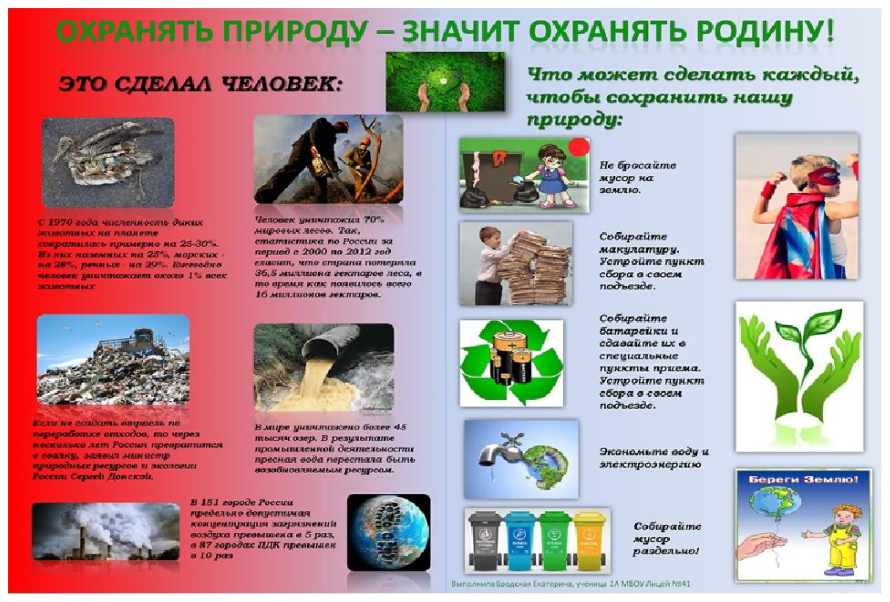 ОХРАНЯТЬ ПРИРОДУ – ЗНАЧИТ ОХРАНЯТЬ РОДИНУ!
ЭТО СДЕЛАЛ ЧЕЛОВЕК:
С 1970 года численность диких
животных на планете
сократилась примерно на 25-30%.
Из них наземных на 25%, морских -
на 28%, речных - на 29%. Ежегодно
человек уничтожает около 1% всех
животных
Человек уничтожил 70%
мировых лесов. Так,
статистика по России за
период с 2000 по 2012 год
гласит, что страна потеряла
36,5 миллиона гектаров леса, в
то время как появилось всего
16 миллионов гектаров.
Если не создать отрасль по
переработке отходов, то через
несколько лет Россия превратится
в свалку, заявил министр
природных ресурсов и экологии
России Сергей Донской.
В мире уничтожено более 45
тысяч озер. В результате
промышленной деятельности
пресная вода перестала быть
возобновляемым ресурсом.
В 151 городе России
предельно допустимая
концентрация загрязнений
воздуха превышена в 5 раз,
в 87 городах ПДК превышен
в 10 раз
Что может сделать каждый,
чтобы сохранить нашу
природу:
Не бросайте
мусор на
землю.
Собирайте
макулатуру.
Устройте пункт
сбора в своем
подъезде.
Собирайте
батарейки и
сдавайте их в
специальные
пункты приема.
Устройте пункт
сбора в своем
подъезде.
Экономьте воду и
электроэнергию
Собирайте
мусор
раздельно!
Береги Землю!
Выполнила Бродская Екатерина, ученица 2А МБОУ Лицей №41